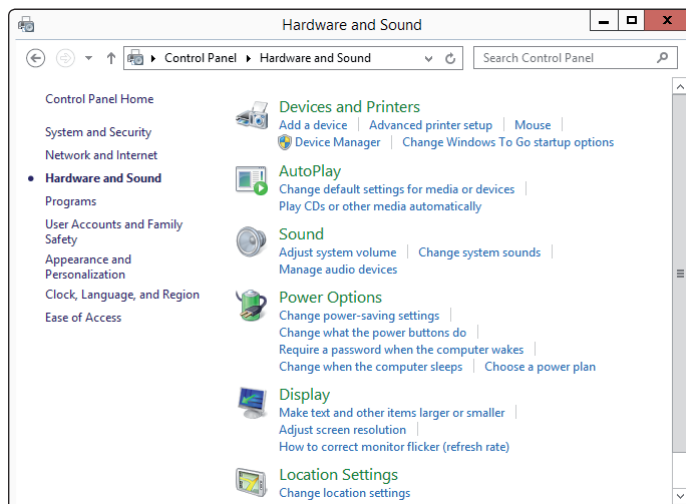 Hardware and Sound
Control Panel Hardware and Sound
Search Control Panel
Control Panel Home
System and Security
Network and Internet
Hardware and Sound
Programs
User Accounts and Family
Safety
Appearance and
Personalization
Clock, Language, and Region
Ease of Access
Devices and Printers
Add a device Advanced printer setup Mouse
Device Manager Change Windows To Go startup options
AutoPlay
Change default settings for media or devices
Play CDs or other media automatically
Sound
Adjust system volume Change system sounds
Manage audio devices
Power Options
Change power-saving settings
Change what the power buttons do
Require a password when the computer wakes
Change when the computer sleeps Choose a power plan
Display
Make text and other items larger or smaller
Adjust screen resolution
How to correct monitor flicker (refresh rate)
Location Settings
Change location settings